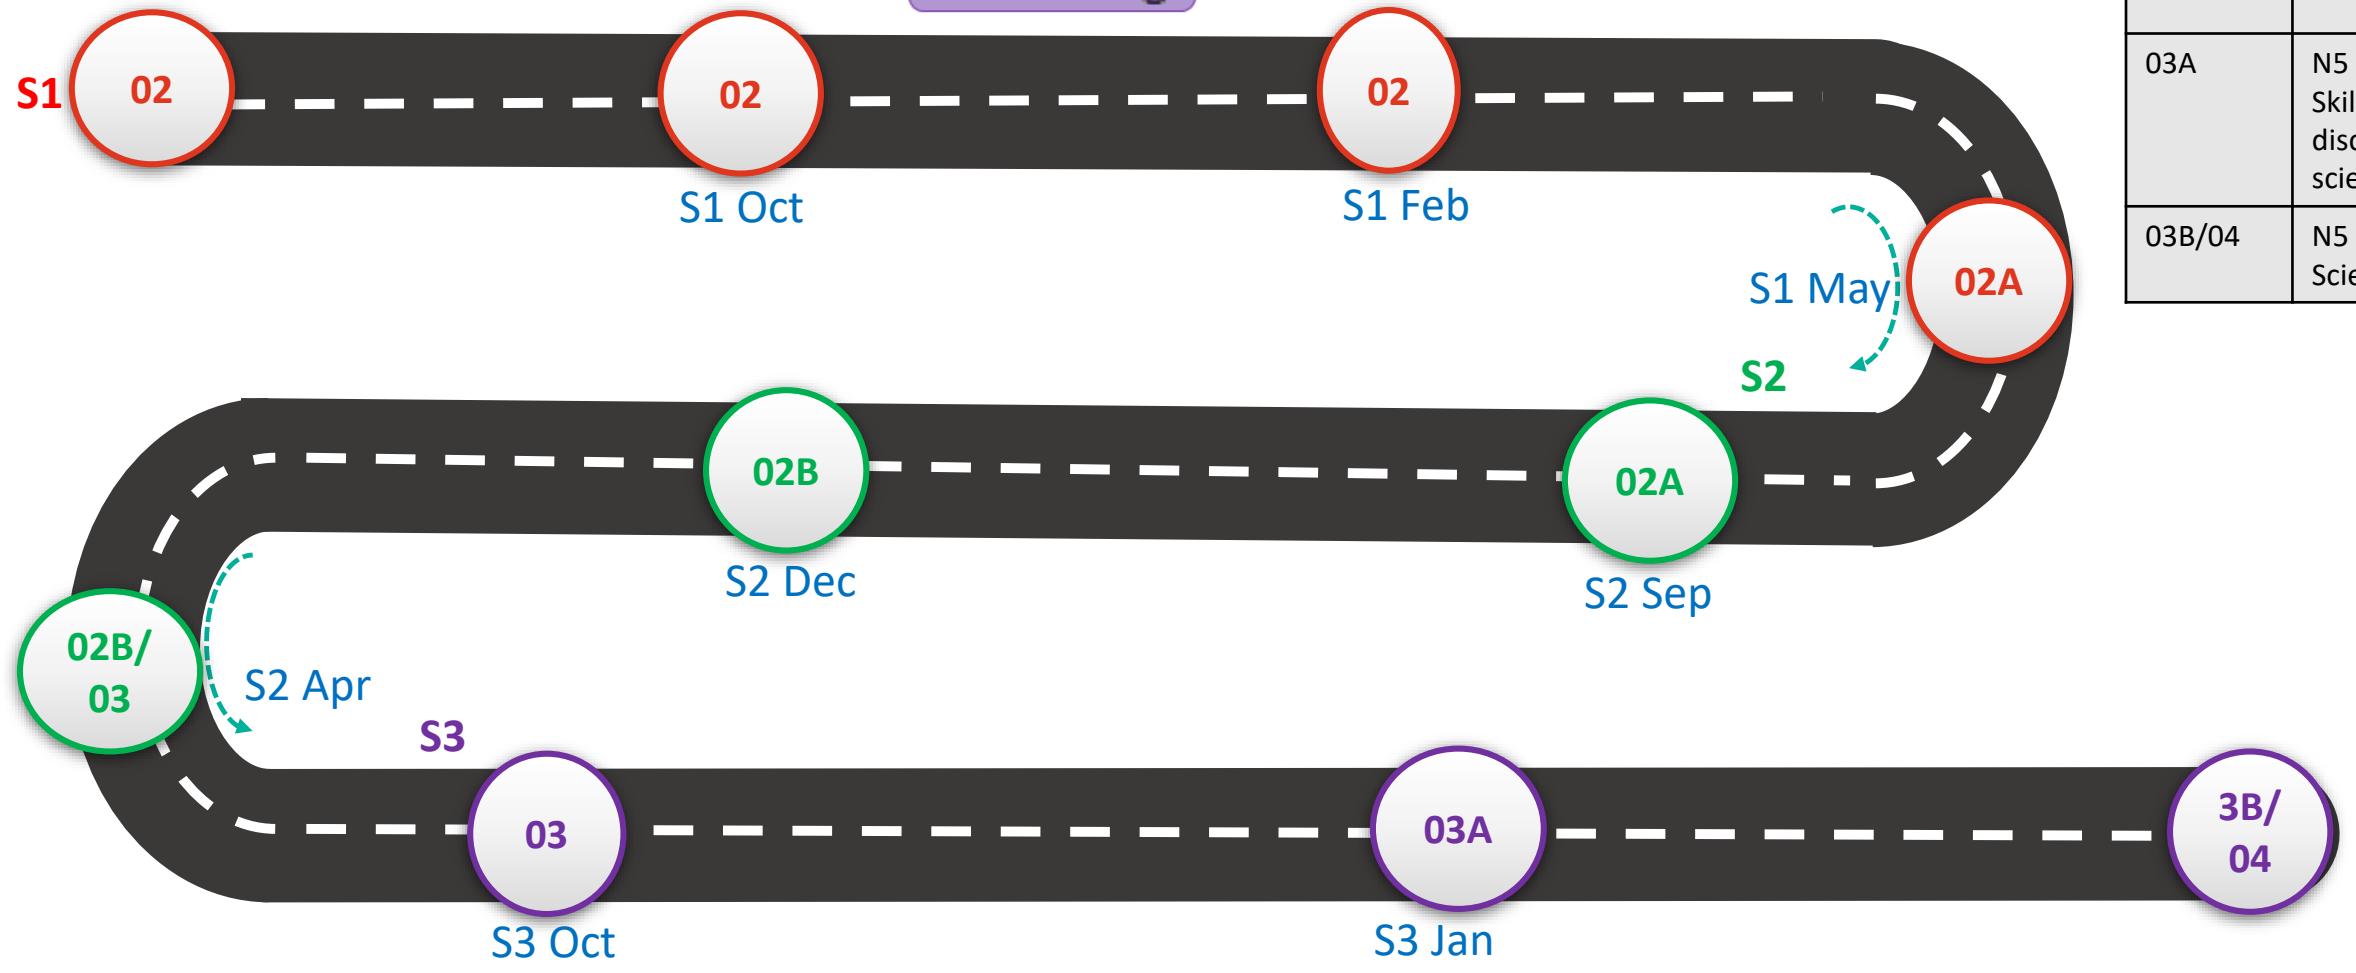 S1
02
02
02
S1 Oct
S1 Feb
S1 May
02A
S2
02B
02A
S2 Dec
S2 Sep
02B/
03
S2 Apr
S3
03
03A
3B/
04
S3 Oct
S3 Jan
03A
N5
03B/04
N5